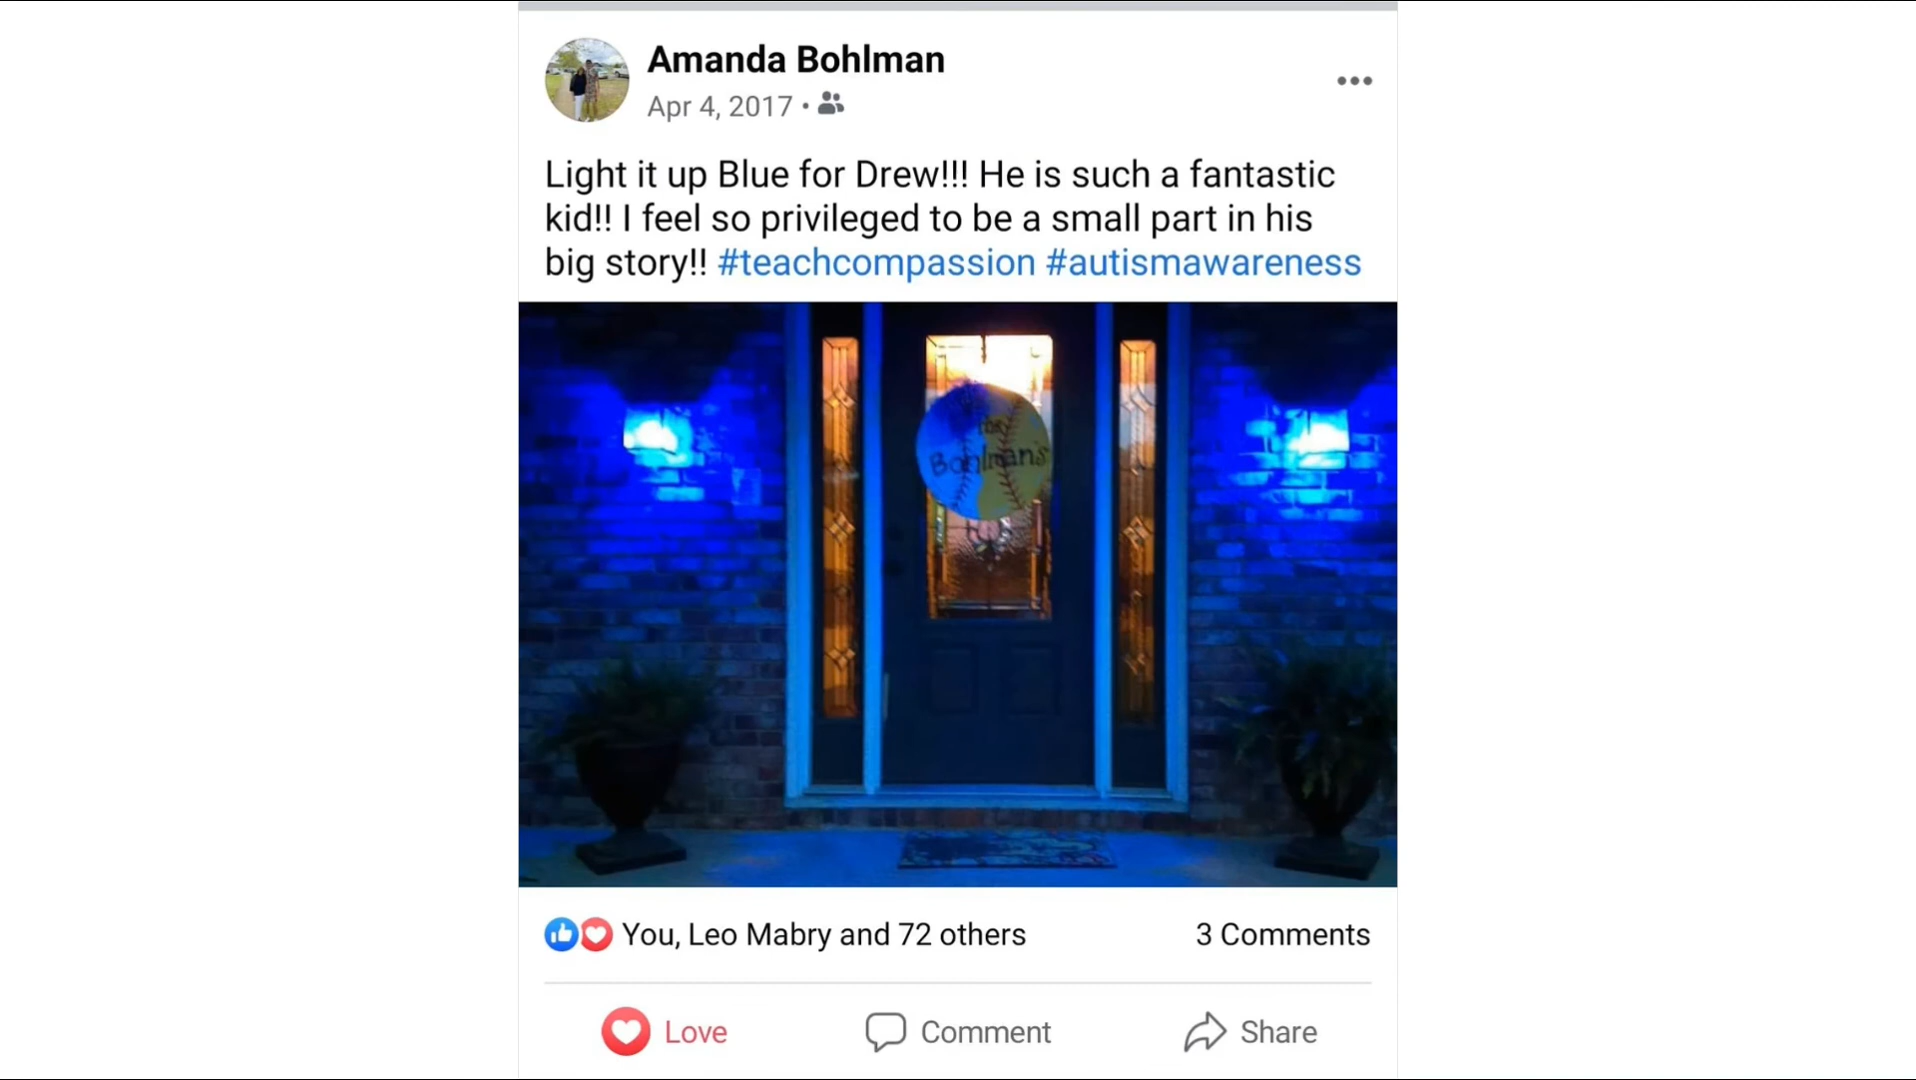 Amanda Bohlman
Apr 4, 2017 •
Light it up Blue for Drew!!! He is such a fantastic
kid!! I feel so privileged to be a small part in his
big story!! #teachcompassion #autismawareness
The
Bohlman's
You, Leo Mabry and 72 others
3 Comments
Love
Comment
Share